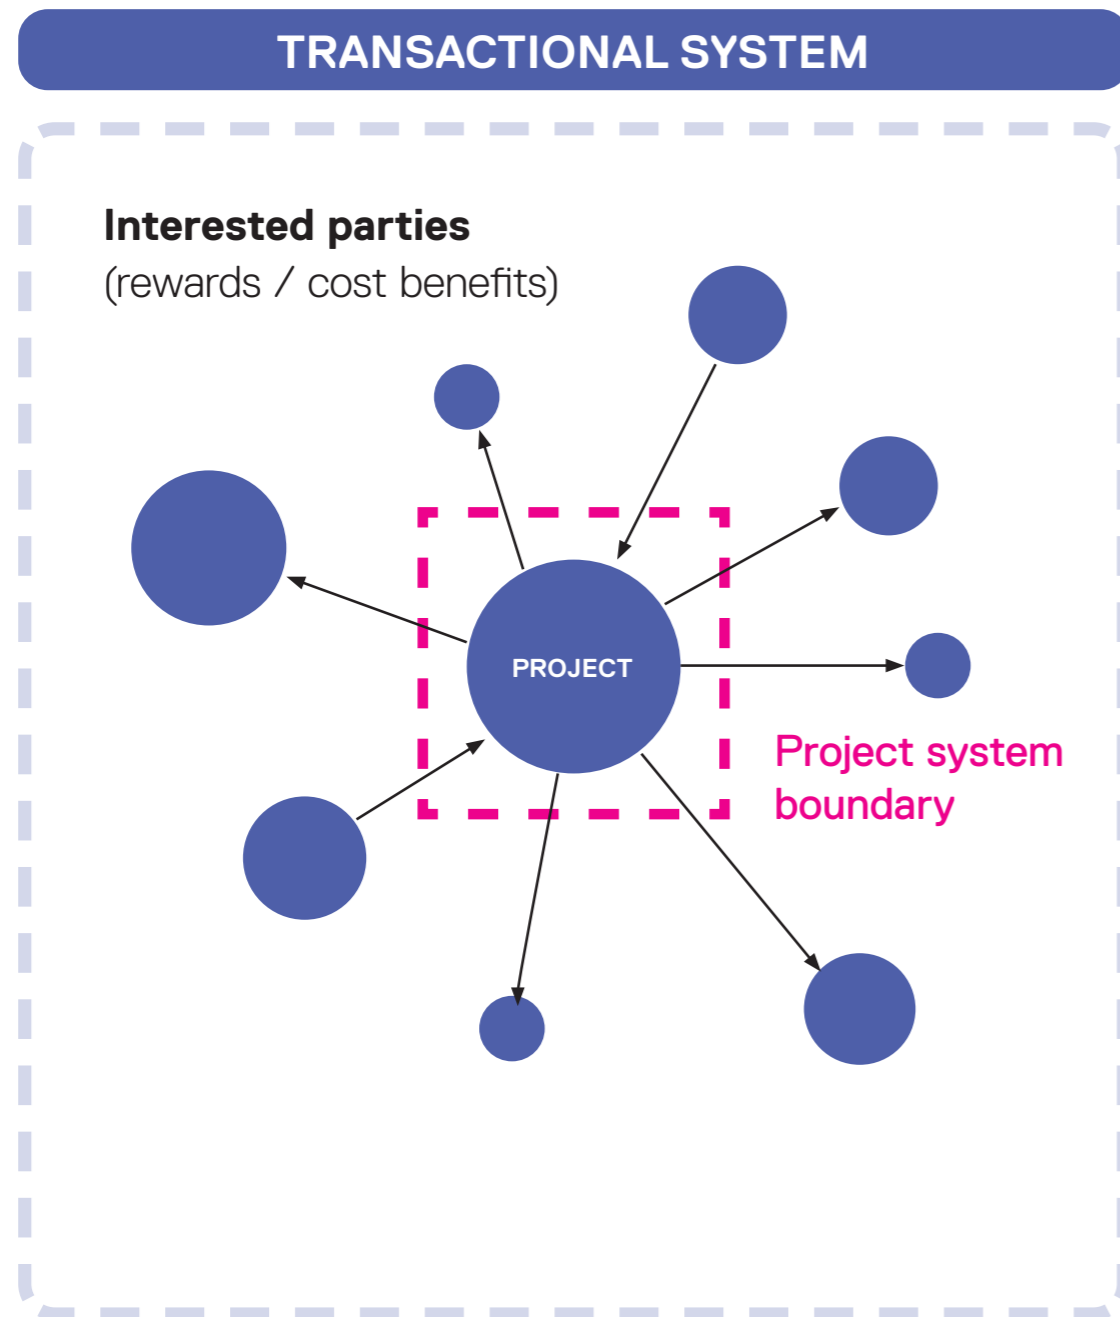 TRANSACTIONAL SYSTEM
Interested parties
(rewards / cost benefits)
PROJECT
Project system
boundary